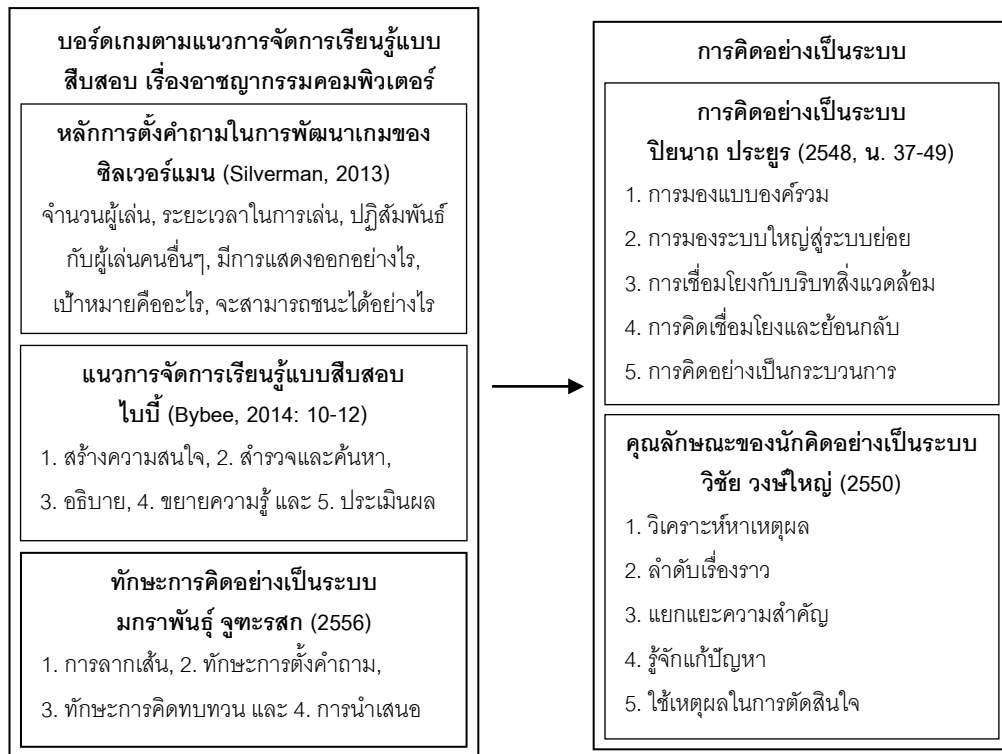 บอร์ดเกมตามแนวการจัดการเรียนรู้แบบ
สืบสอบ เรื่องอาชญากรรมคอมพิวเตอร์
หลักการตั้งคำถามในการพัฒนาเกมของ
ซิลเวอร์แมน (Silverman, 2013)
จำนวนผู้เล่น, ระยะเวลาในการเล่น, ปฏิสัมพันธ์
กับผู้เล่นคนอื่นๆ, มีการแสดงออกอย่างไร,
เป้าหมายคืออะไร, จะสามารถชนะได้อย่างไร
แนวการจัดการเรียนรู้แบบสืบสอบ
ไบบี้ (Bybee, 2014: 10-12)
1. สร้างความสนใจ, 2. สำรวจและค้นหา,
3. อธิบาย, 4. ขยายความรู้ และ 5. ประเมินผล
ทักษะการคิดอย่างเป็นระบบ
มกราพันธุ์ จูฑะรสก (2556)
1. การลากเส้น, 2. ทักษะการตั้งคำถาม,
3. ทักษะการคิดทบทวน และ 4. การนำเสนอ
การคิดอย่างเป็นระบบ
การคิดอย่างเป็นระบบ
ปิยนาถ ประยูร (2548, น. 37-49)
1. การมองแบบองค์รวม
2. การมองระบบใหญ่สู่ระบบย่อย
3. การเชื่อมโยงกับบริบทสิ่งแวดล้อม
4. การคิดเชื่อมโยงและย้อนกลับ
5. การคิดอย่างเป็นกระบวนการ
คุณลักษณะของนักคิดอย่างเป็นระบบ
วิชัย วงษ์ใหญ่ (2550)
1. วิเคราะห์หาเหตุผล
2. ลำดับเรื่องราว
3. แยกแยะความสำคัญ
4. รู้จักแก้ปัญหา
5. ใช้เหตุผลในการตัดสินใจ